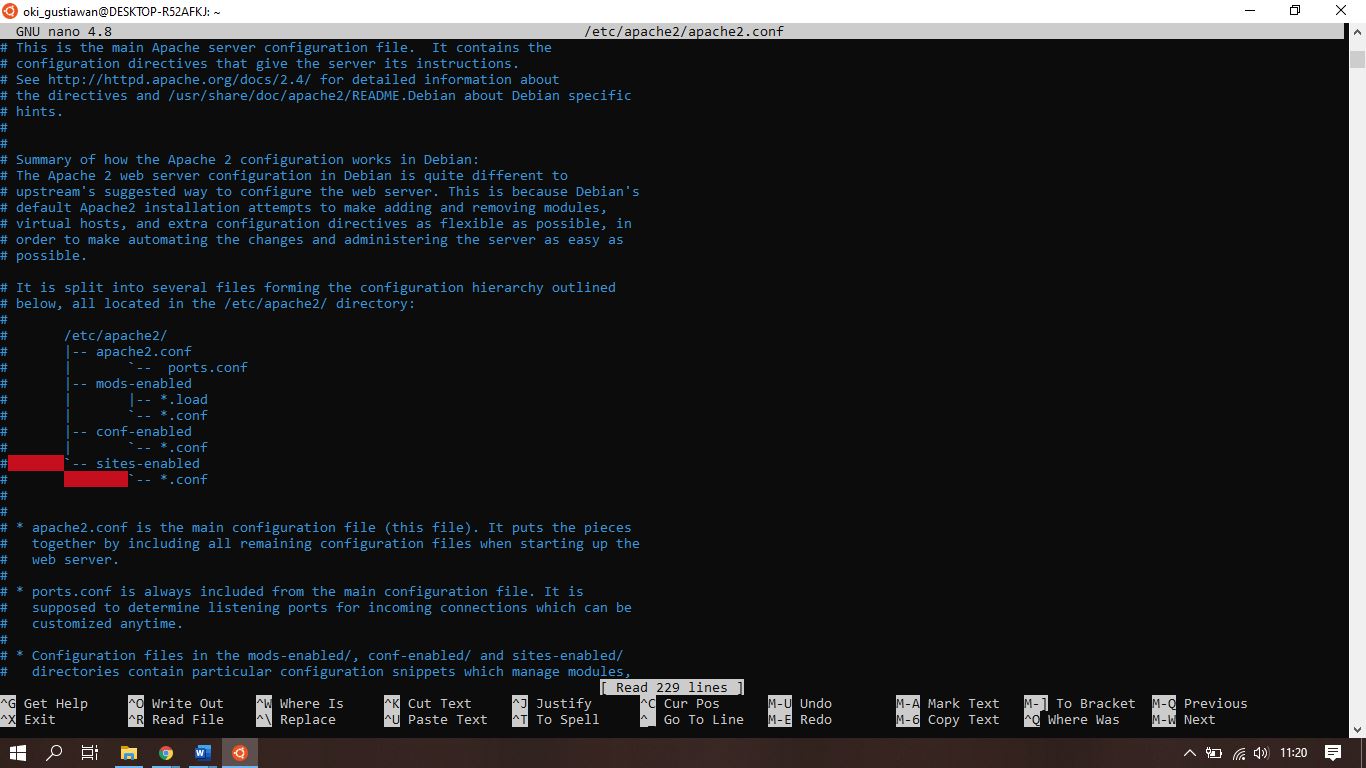 oki_gustiawan@DESKTOP-R52AFKJ: ~
GNU nano 4.8 /etc/apache2/apache2.conf
# This is the main Apache server configuration file.  It contains the
# configuration directives that give the server its instructions.
# See http://httpd.apache.org/docs/2.4/ for detailed information about
# the directives and /usr/share/doc/apache2/README.Debian about Debian specific
# hints.
#
#
# Summary of how the Apache 2 configuration works in Debian:
# The Apache 2 web server configuration in Debian is quite different to
# upstream's suggested way to configure the web server. This is because Debian's
# default Apache2 installation attempts to make adding and removing modules,
# virtual hosts, and extra configuration directives as flexible as possible, in
# order to make automating the changes and administering the server as easy as
# possible.

# It is split into several files forming the configuration hierarchy outlined
# below, all located in the /etc/apache2/ directory:
#
#       /etc/apache2/
#       |-- apache2.conf
#       |       `--  ports.conf
#       |-- mods-enabled
#       |       |-- *.load
#       |       `-- *.conf
#       |-- conf-enabled
#       |       `-- *.conf
#       `-- sites-enabled
#               `-- *.conf
#
#
# * apache2.conf is the main configuration file (this file). It puts the pieces
#   together by including all remaining configuration files when starting up the
#   web server.
#
# * ports.conf is always included from the main configuration file. It is
#   supposed to determine listening ports for incoming connections which can be
#   customized anytime.
#
# * Configuration files in the mods-enabled/, conf-enabled/ and sites-enabled/
#   directories contain particular configuration snippets which manage modules,
[ Read 229 lines ]
^G Get Help ^O Write Out ^W Where Is ^K Cut Text ^J Justify ^C Cur Pos M-U Undo M-A Mark Text M-] To Bracket M-Q Previous
^X Exit ^R Read File ^\ Replace ^U Paste Text ^T To Spell ^_ Go To Line M-E Redo M-6 Copy Text ^Q Where Was M-W Next
11:20